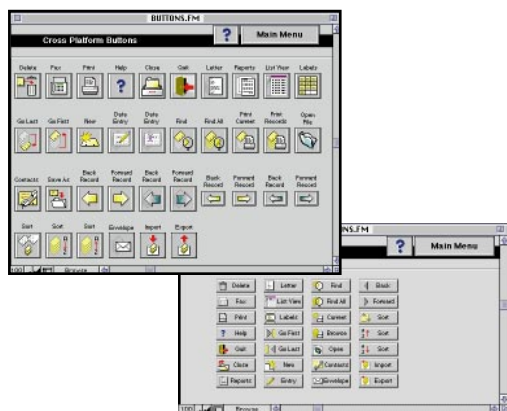 BUTTONS.FM
Cross Platform Buttons ? Main Menu
Delete Fax Print Help Close Quit Letter Reports List View Labels
Go Last Go First New Data Entry Data Entry Find Find All Print Current Print Records Open File
Contacts Save As Back Record Forward Record Back Record Forward Record Back Record Forward Record Back Record Forward Record
Sort Sort Sort Envelope Import Export
100 Browse
NS.FM
? Main Menu
Delete Letter Find Back
Fax List View Find All Forward
Print Labels Current Sort
? Help Go First Browse Sort
Quit Go Last Open Sort
Close New Contacts Import
Reports Entry Envelope Export
100 Browse